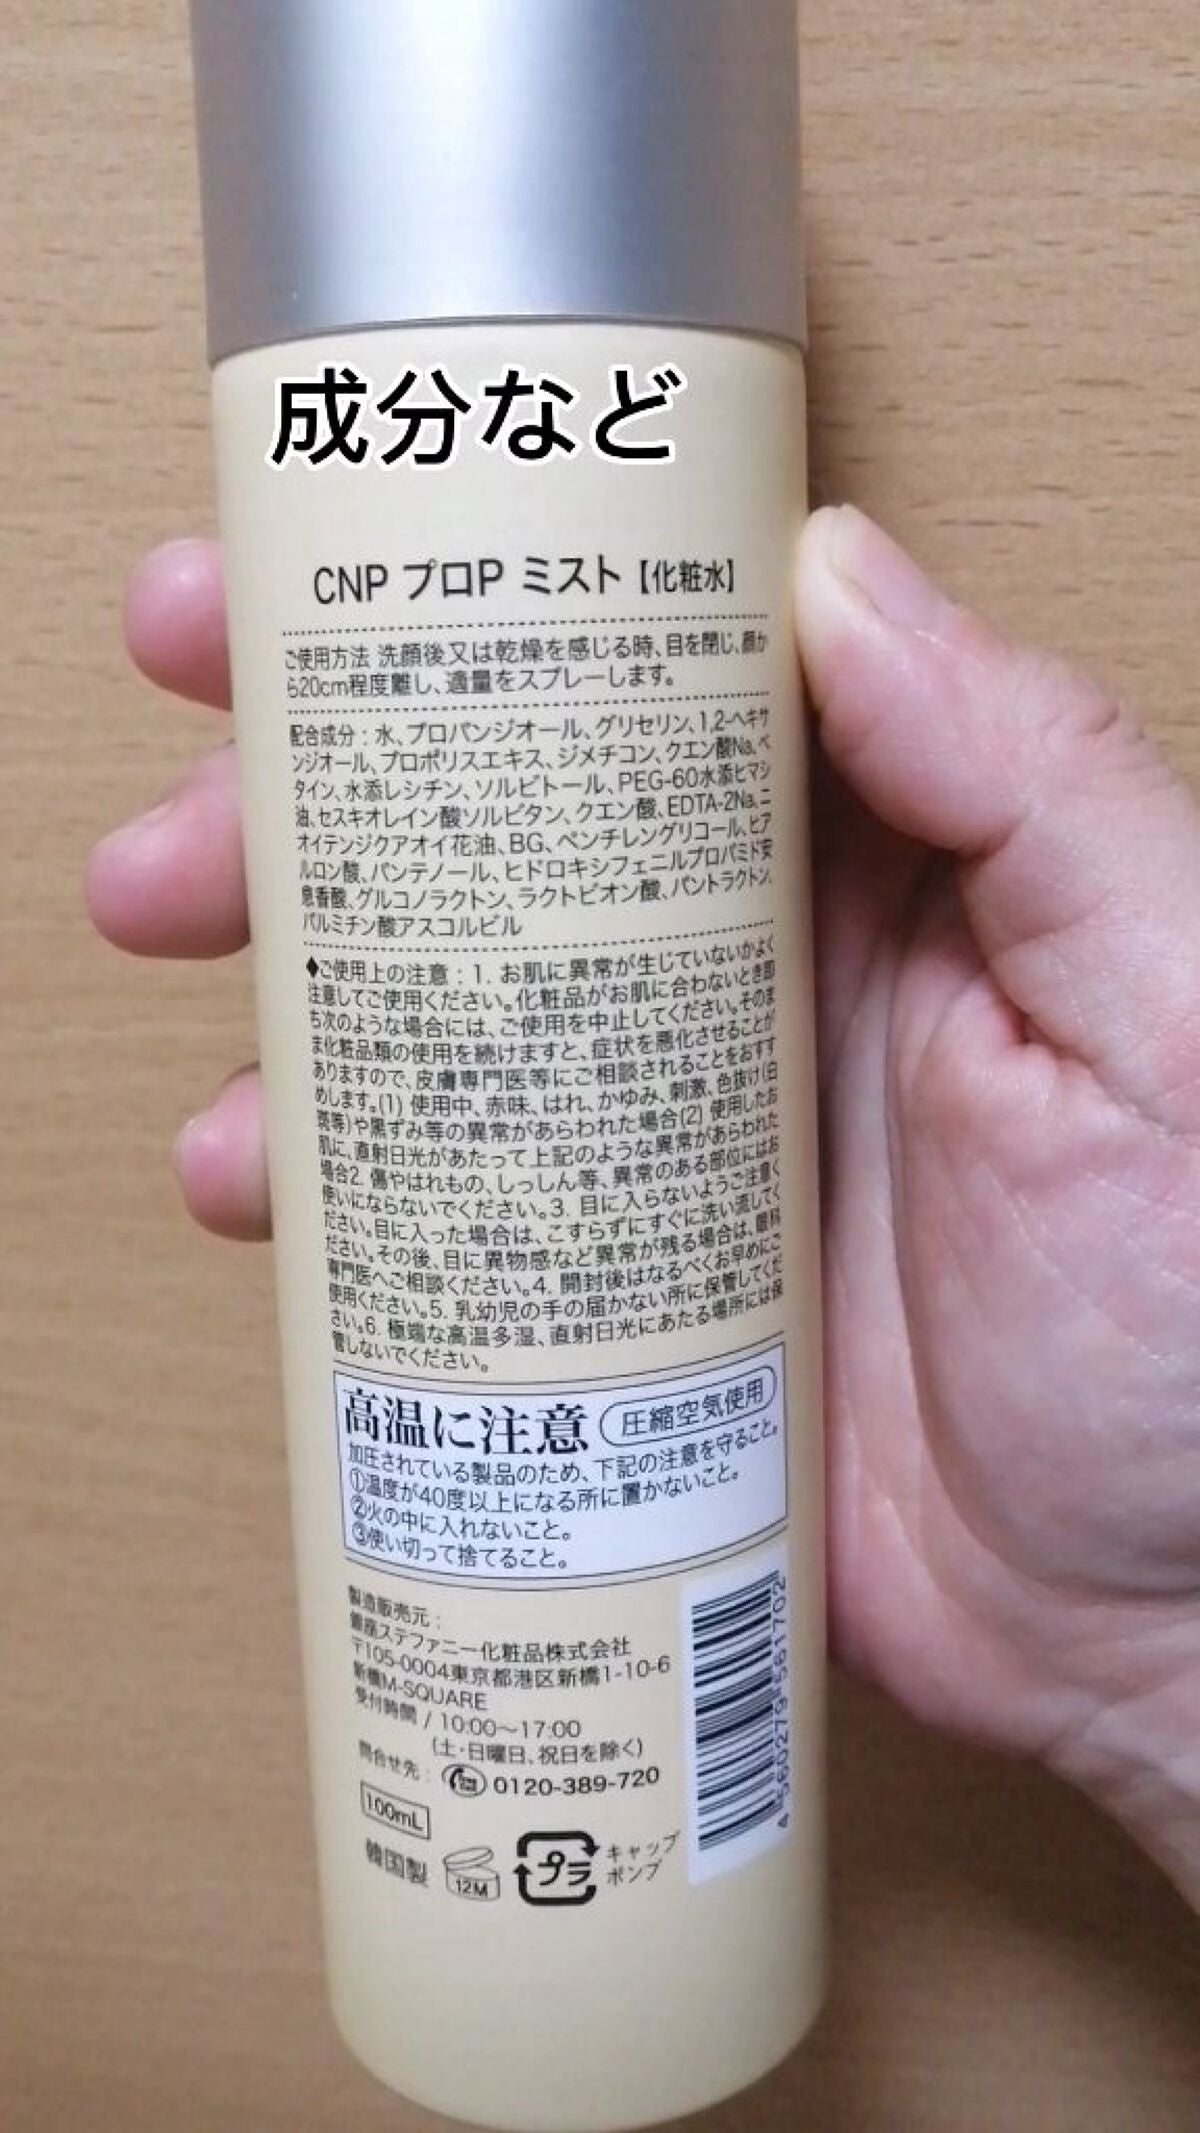 成分など
CNP プロP ミスト【化粧水】
ご使用方法 洗顔後又は乾燥を感じる時、目を閉じ、顔か
ら20cm程度離し、適量をスプレーします。
配合成分：水、プロパンジオール、グリセリン、1,2-ヘキサ
ンジオール、プロポリスエキス、ジメチコン、クエン酸Na、ベ
タイン、水添レシチン、ソルビトール、PEG-60水添ヒマシ
油、セスキオレイン酸ソルビタン、クエン酸、EDTA-2Na、ニ
オイテンジクアオイ花油、BG、ペンチレングリコール、ヒア
ルロン酸、パンテノール、ヒドロキシフェニルプロパミド安
息香酸、グルコノラクトン、ラクトビオン酸、パントラクトン、
パルミチン酸アスコルビル
◆ご使用上の注意：1. お肌に異常が生じていないかよく
注意してご使用ください。化粧品がお肌に合わないとき即
ち次のような場合には、ご使用を中止してください。そのま
ま化粧品類の使用を続けますと、症状を悪化させることが
ありますので、皮膚専門医等にご相談されることをおすす
めします。(1) 使用中、赤味、はれ、かゆみ、刺激、色抜け(白
斑等)や黒ずみ等の異常があらわれた場合(2) 使用したお
肌に、直射日光があたって上記のような異常があらわれた
場合2. 傷やはれもの、しっしん等、異常のある部位にはお
使いにならないでください。3. 目に入らないようご注意く
ださい。目に入った場合は、こすらずにすぐに洗い流してく
ださい。その後、目に異物感など異常が残る場合は、眼科
専門医へご相談ください。4. 開封後はなるべくお早めにご
使用ください。5. 乳幼児の手の届かない所に保管してくだ
さい。6. 極端な高温多湿、直射日光にあたる場所には保
管しないでください。
高温に注意 圧縮空気使用
加圧されている製品のため、下記の注意を守ること。
①温度が40度以上になる所に置かないこと。
②火の中に入れないこと。
③使い切って捨てること。
製造販売元：
銀座ステファニー化粧品株式会社
〒105-0004東京都港区新橋1-10-6
新橋M-SQUARE
受付時間 / 10:00～17:00
(土・日曜日、祝日を除く)
問合せ先： 0120-389-720
100mL
韓国製 12M プラ キャップ
ポンプ
4 560279 561702